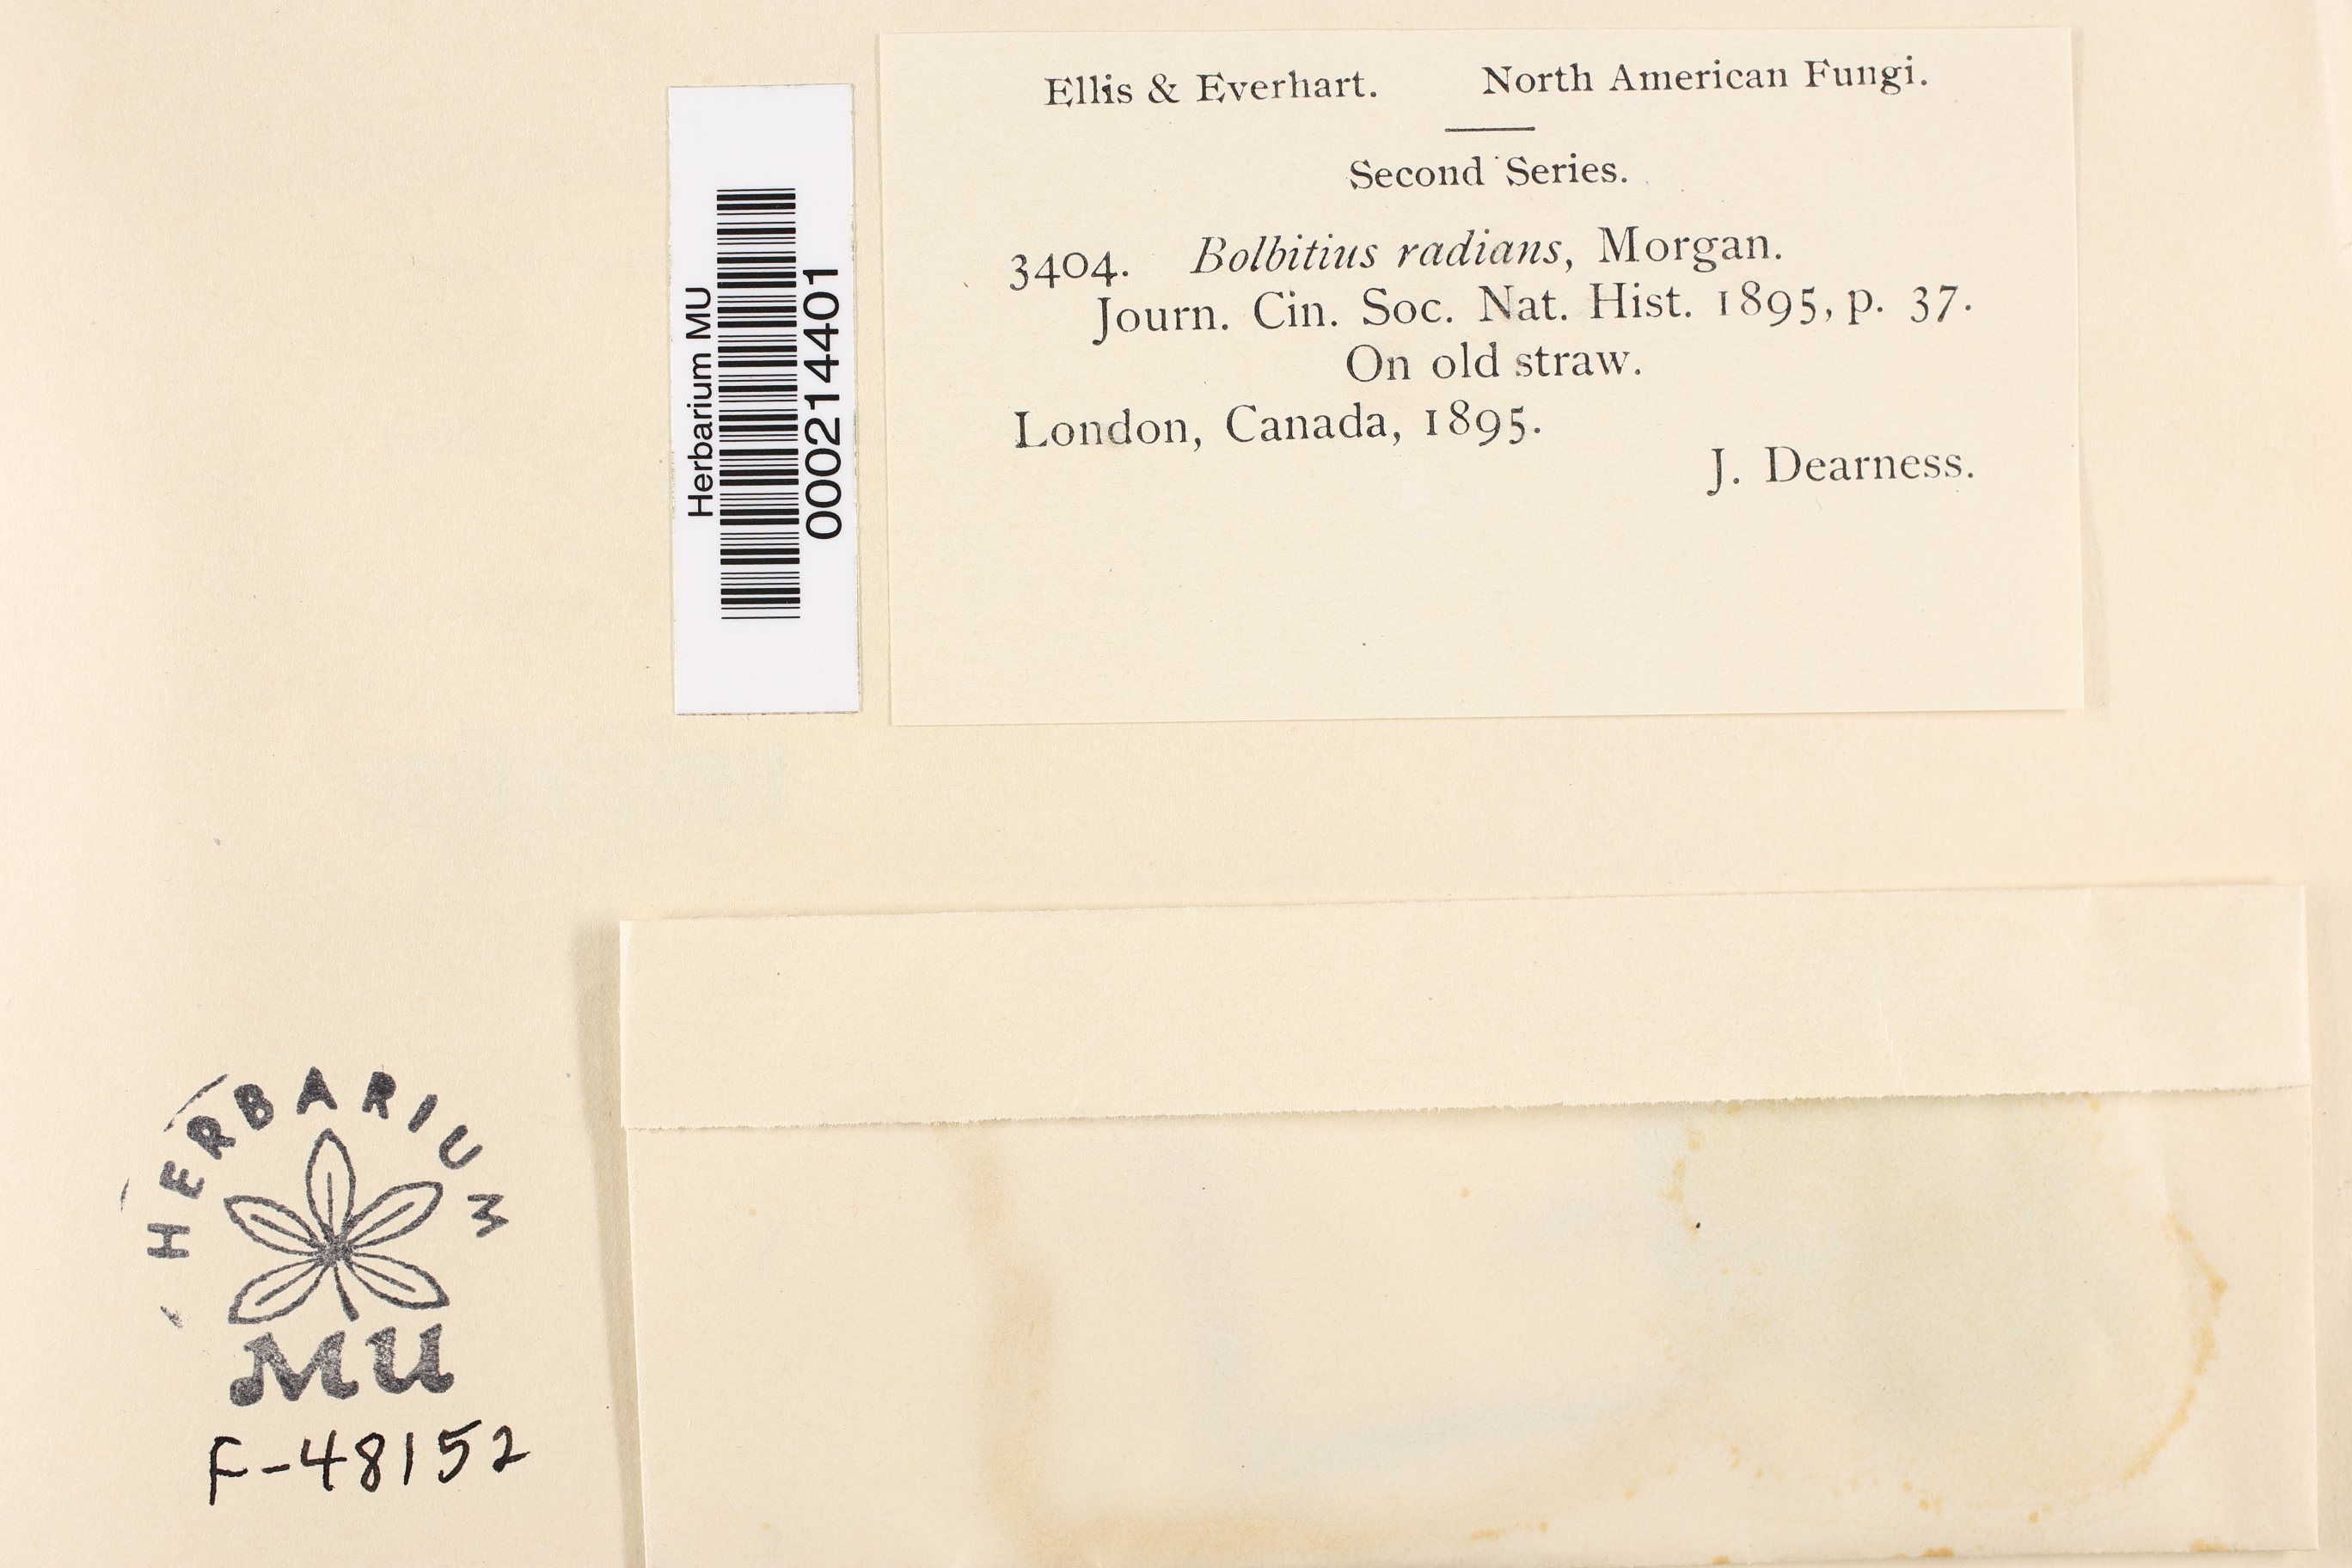 Ellis & Everhart. North American Fungi.
Second Series.
3404. Bolbitius radians, Morgan.
Journ. Cin. Soc. Nat. Hist. 1895, p. 37.
On old straw.
London, Canada, 1895.
J. Dearness.
Herbarium MU
000214401
HERBARIUM
MU
F-48152